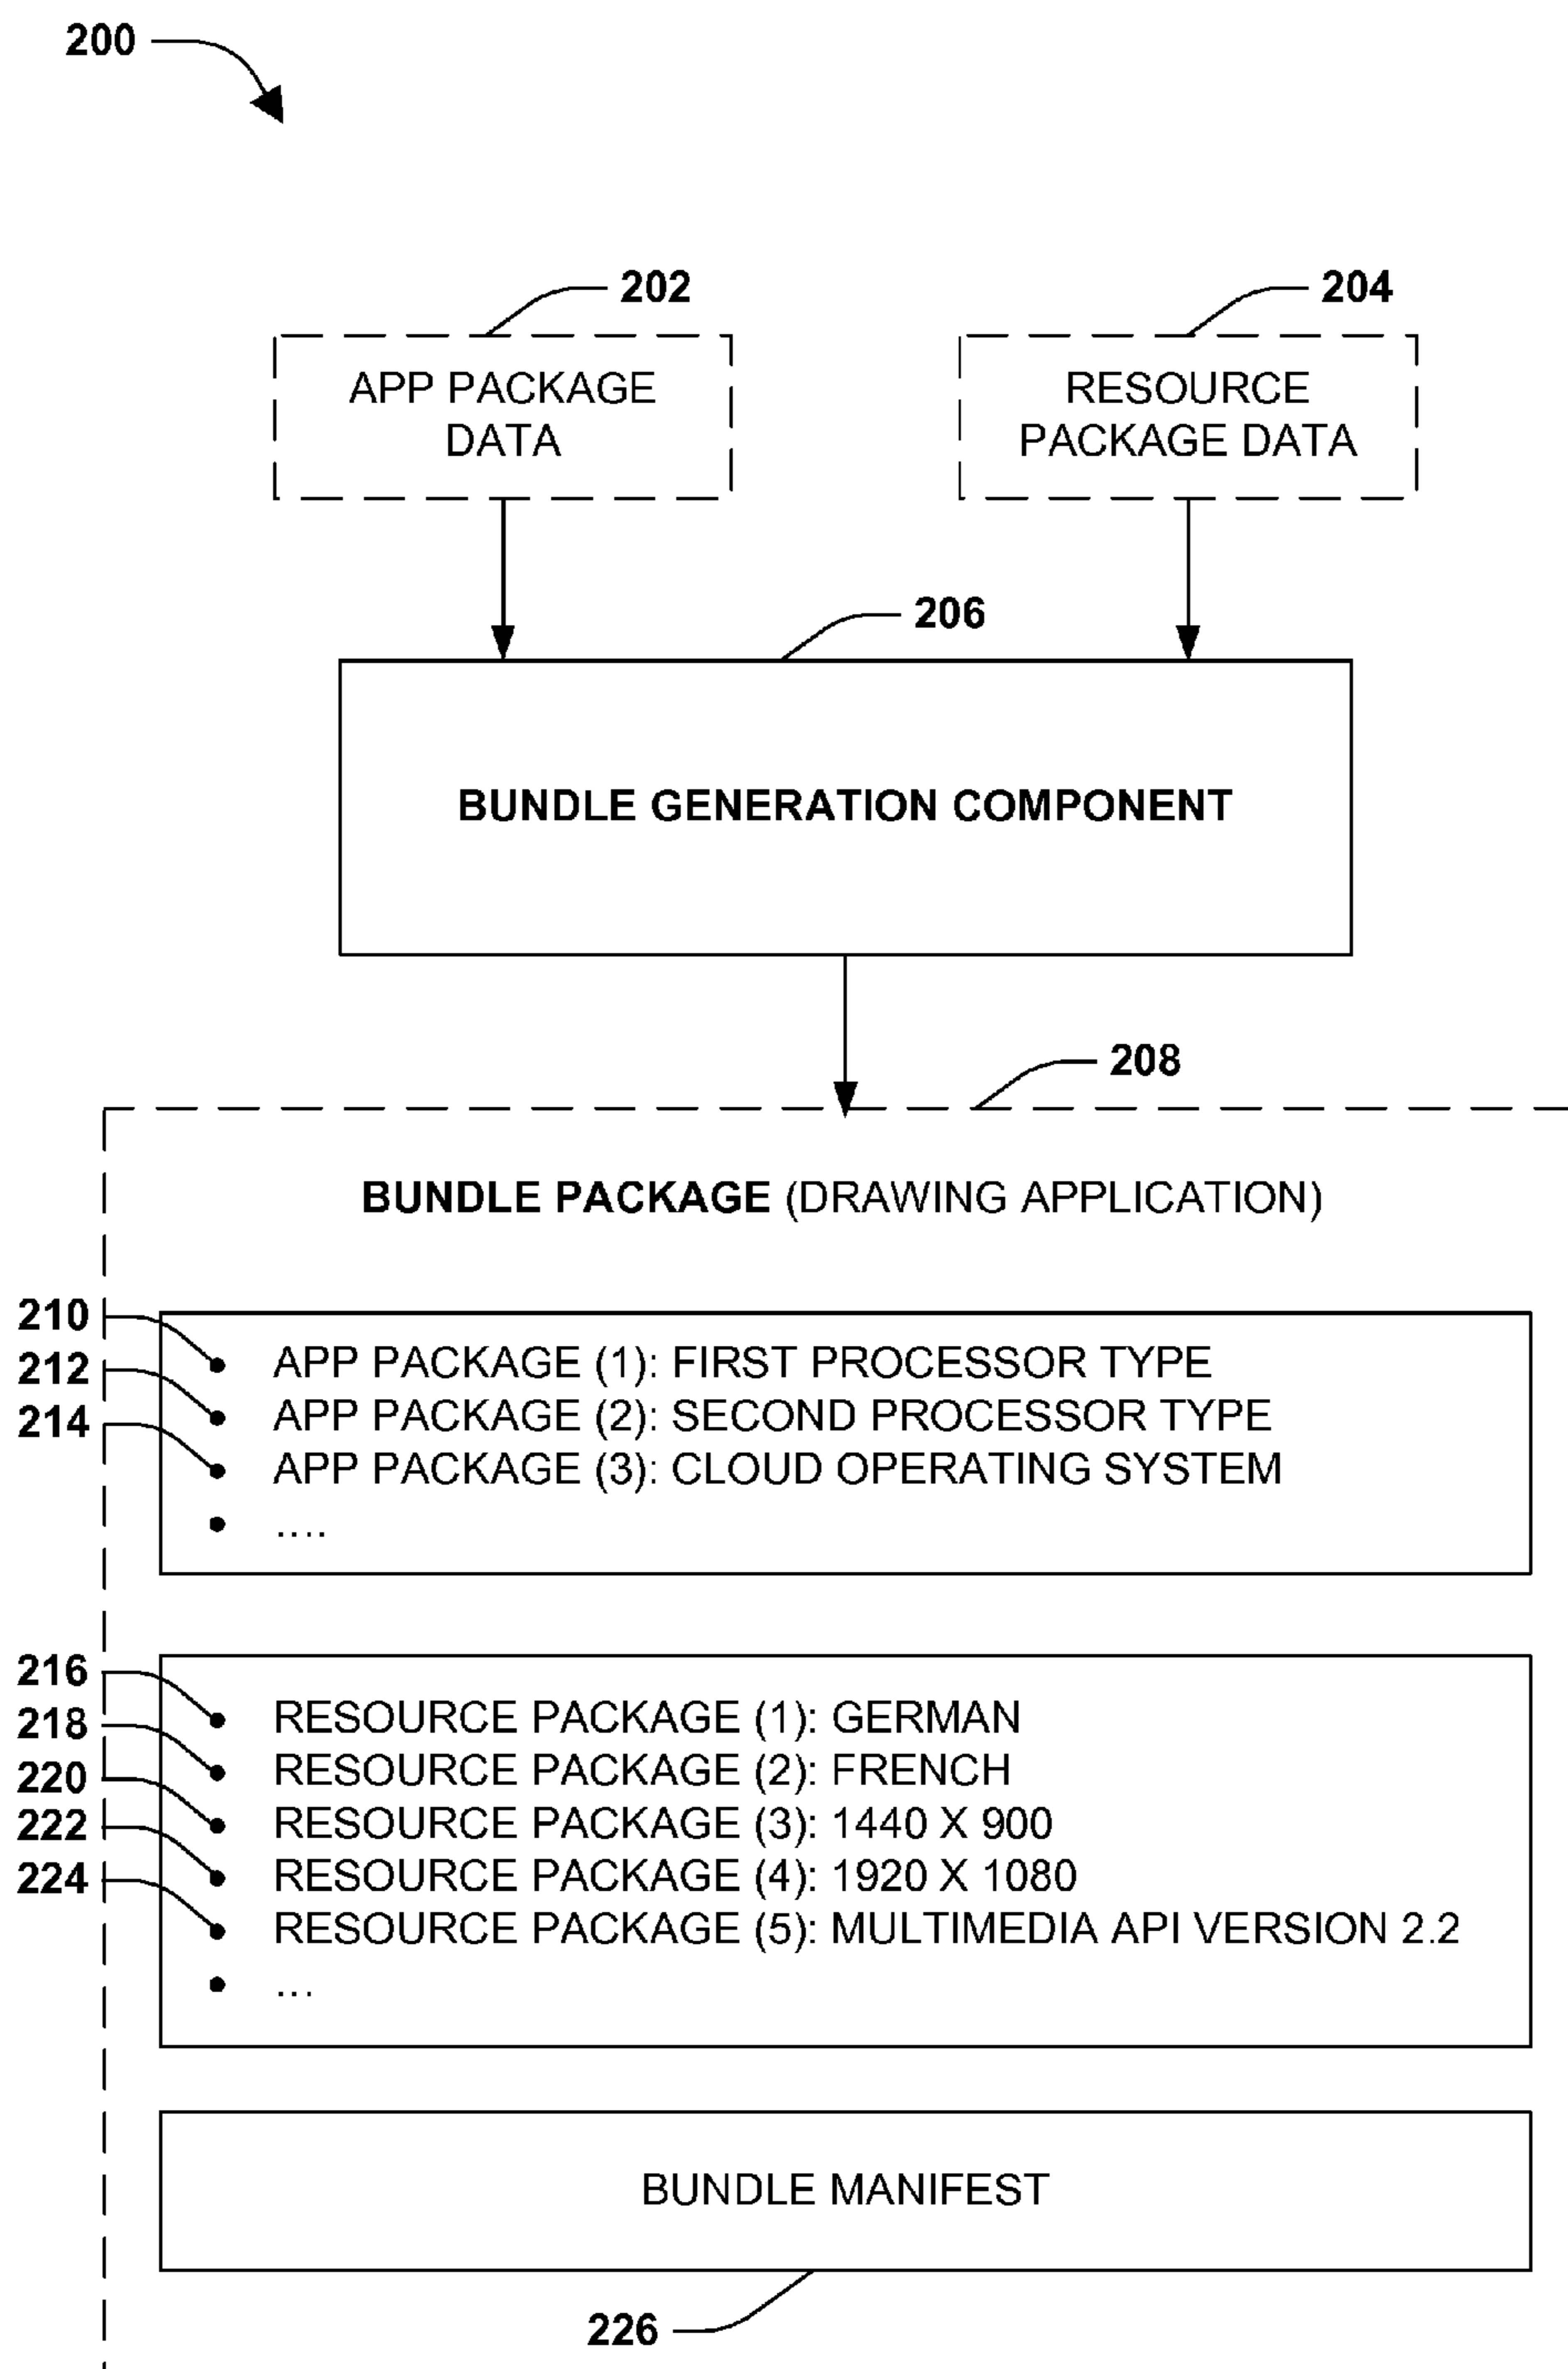 200
202
204
APP PACKAGE
DATA
RESOURCE
PACKAGE DATA
206
BUNDLE GENERATION COMPONENT
208
BUNDLE PACKAGE (DRAWING APPLICATION)
210
APP PACKAGE (1): FIRST PROCESSOR TYPE
212
APP PACKAGE (2): SECOND PROCESSOR TYPE
214
APP PACKAGE (3): CLOUD OPERATING SYSTEM
....
216
RESOURCE PACKAGE (1): GERMAN
218
RESOURCE PACKAGE (2): FRENCH
220
RESOURCE PACKAGE (3): 1440 X 900
222
RESOURCE PACKAGE (4): 1920 X 1080
224
RESOURCE PACKAGE (5): MULTIMEDIA API VERSION 2.2
...
BUNDLE MANIFEST
226